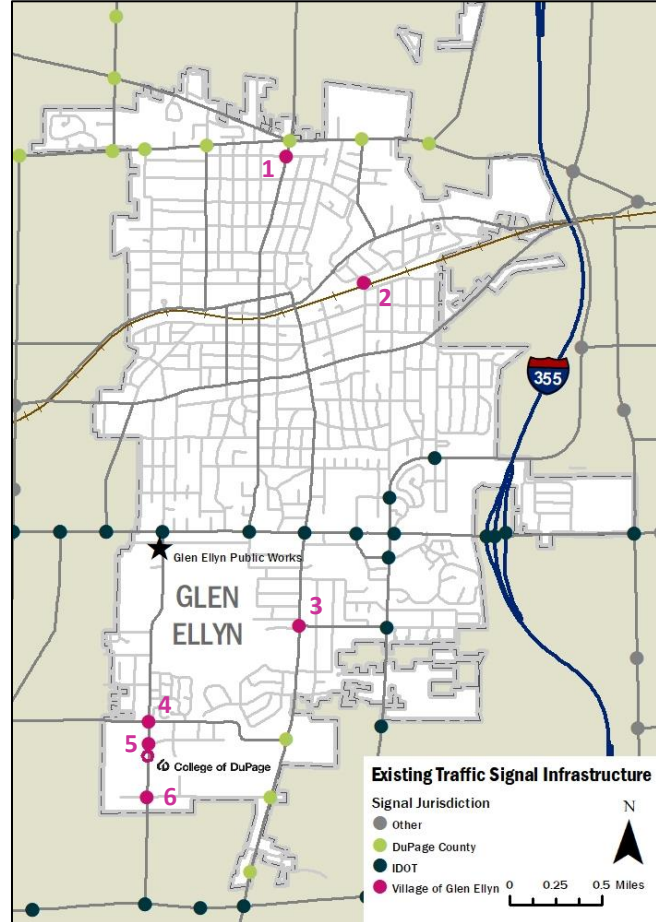 1
2
355
Glen Ellyn Public Works
GLEN
ELLYN
3
4
5
College of DuPage
6
Existing Traffic Signal Infrastructure
Signal Jurisdiction
Other
DuPage County
IDOT
Village of Glen Ellyn
N
0 0.25 0.5 Miles